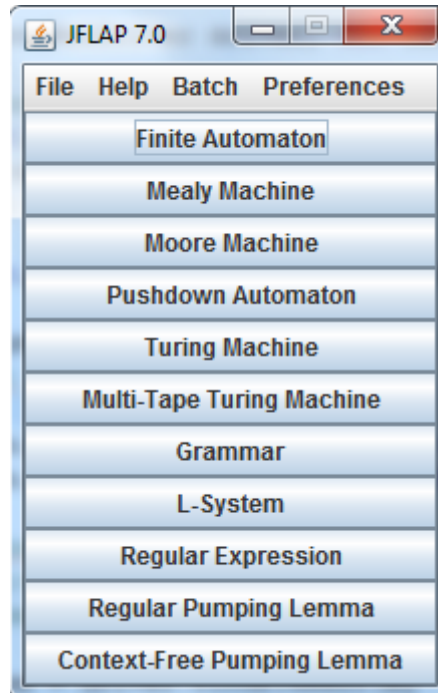 JFLAP 7.0
File Help Batch Preferences
Finite Automaton
Mealy Machine
Moore Machine
Pushdown Automaton
Turing Machine
Multi-Tape Turing Machine
Grammar
L-System
Regular Expression
Regular Pumping Lemma
Context-Free Pumping Lemma